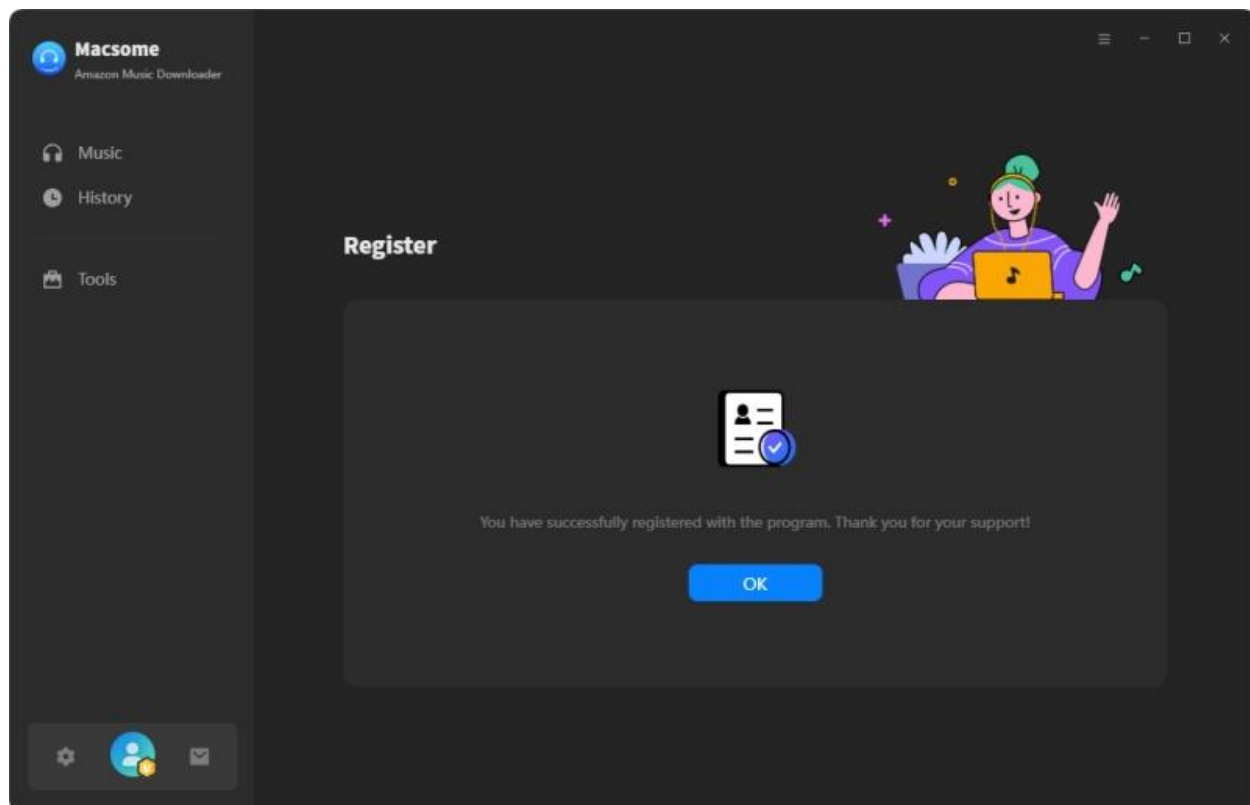 Macsome
Amazon Music Downloader
Music
History
Tools
Register
You have successfully registered with the program. Thank you for your support!
OK